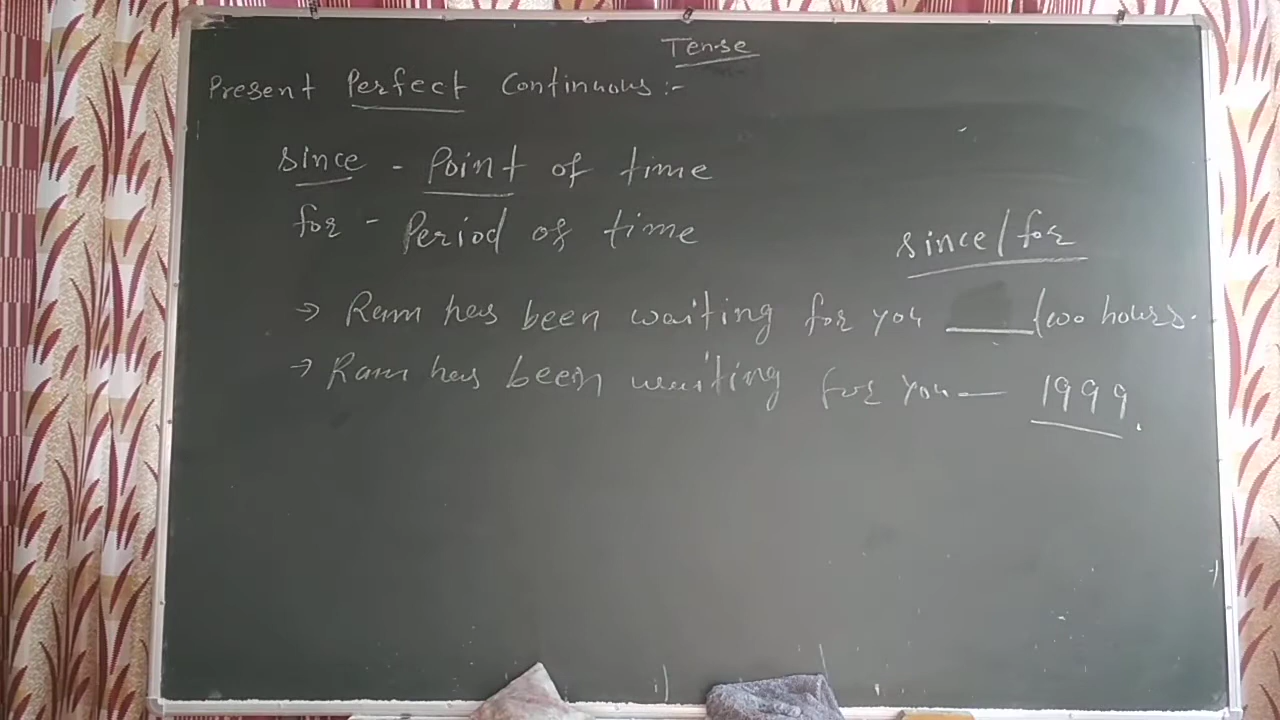 Tense
Present Perfect Continuous:-
since - Point of time
for - Period of time
since/for
→ Ram has been waiting for you ____ two hours.
→ Ram has been waiting for you — 1999.